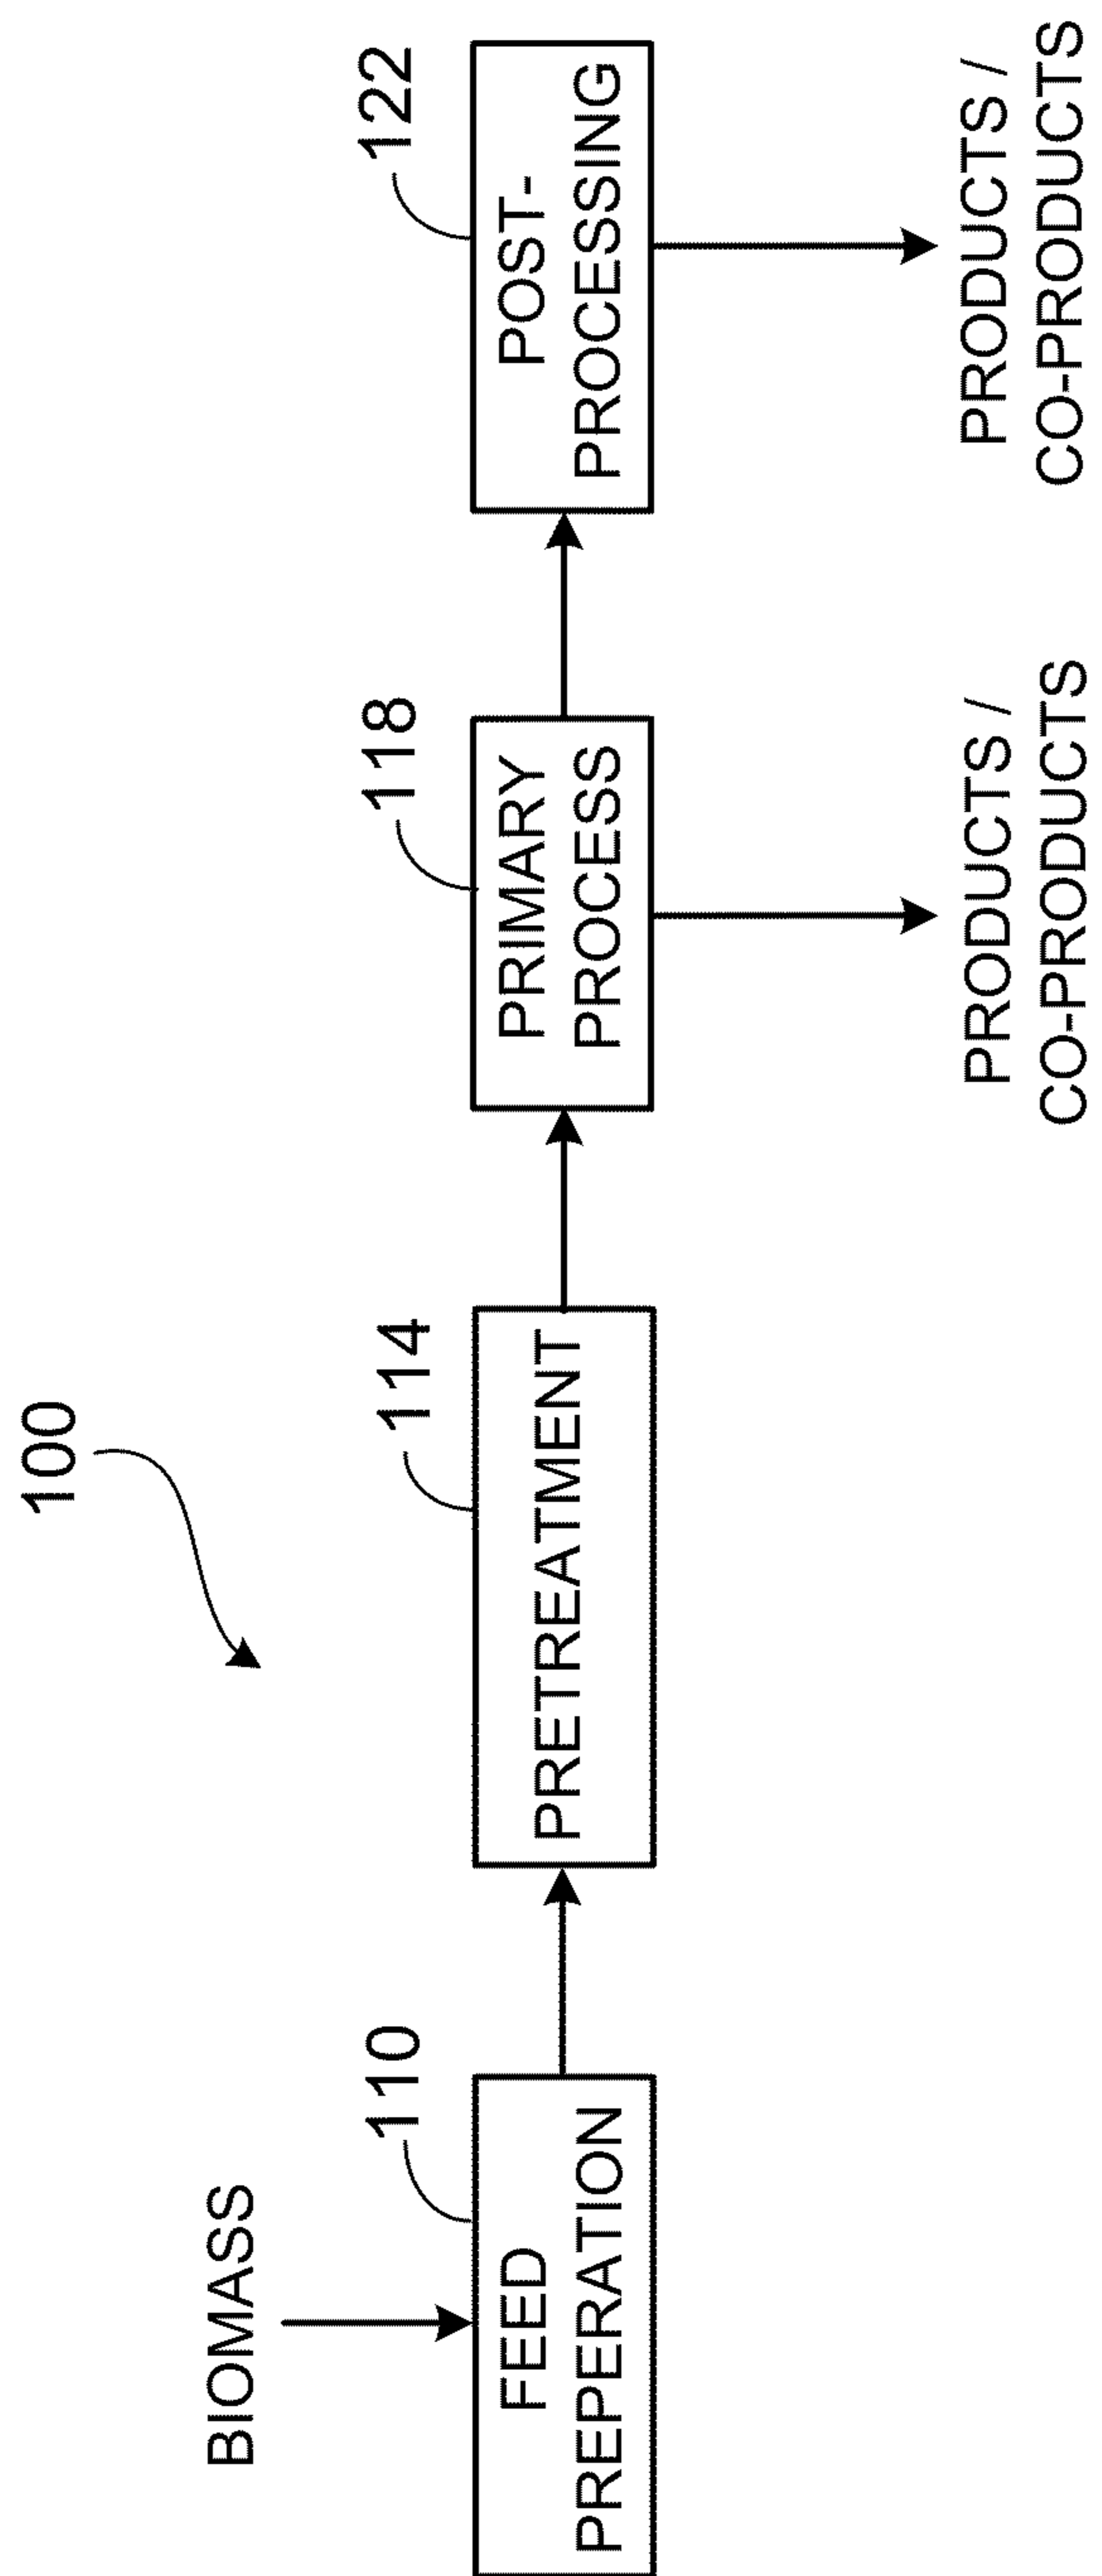 100
BIOMASS
110
FEED
PREPERATION
114
PRETREATMENT
118
PRIMARY
PROCESS
122
POST-
PROCESSING
PRODUCTS /
CO-PRODUCTS
PRODUCTS /
CO-PRODUCTS